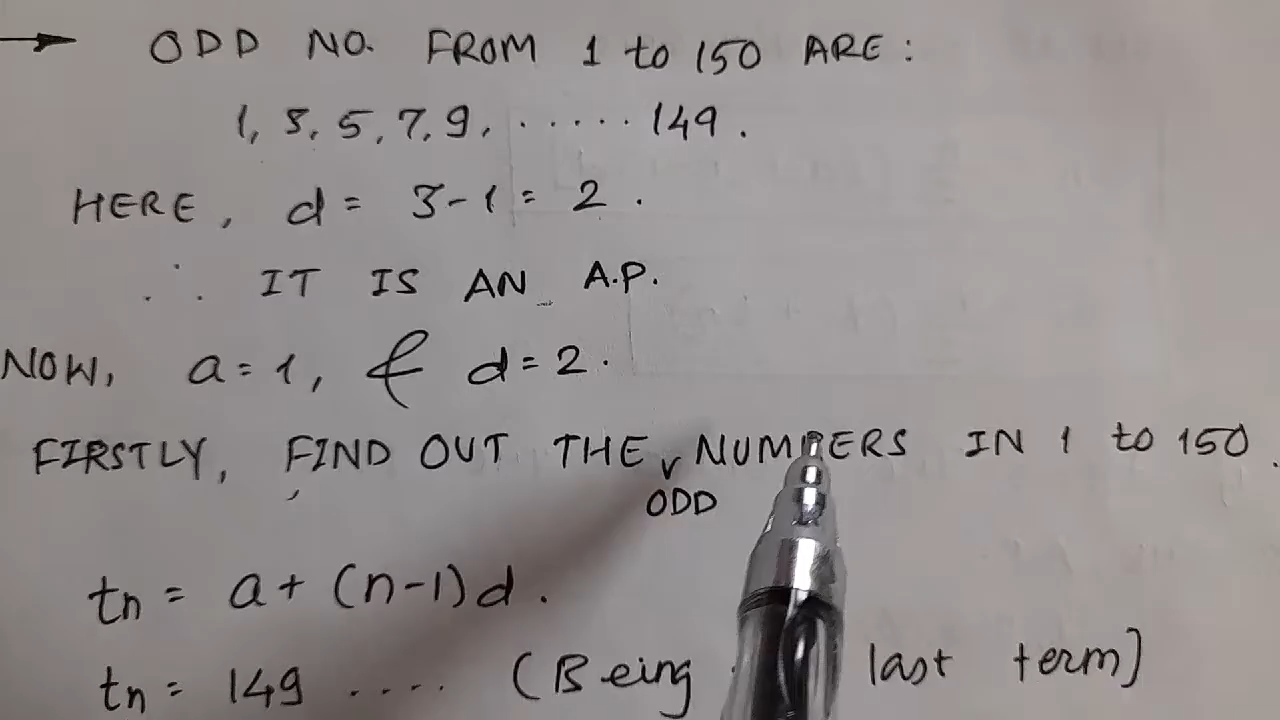 → ODD NO. FROM 1 to 150 ARE :
1, 3, 5, 7, 9, ...... 149.
HERE, d = 3-1 = 2.
∴ IT IS AN A.P.
NOW, a=1, & d=2.
FIRSTLY, FIND OUT THE ODD NUMBERS IN 1 to 150.
tn = a+(n-1)d.
tn = 149 .... (Being last term)